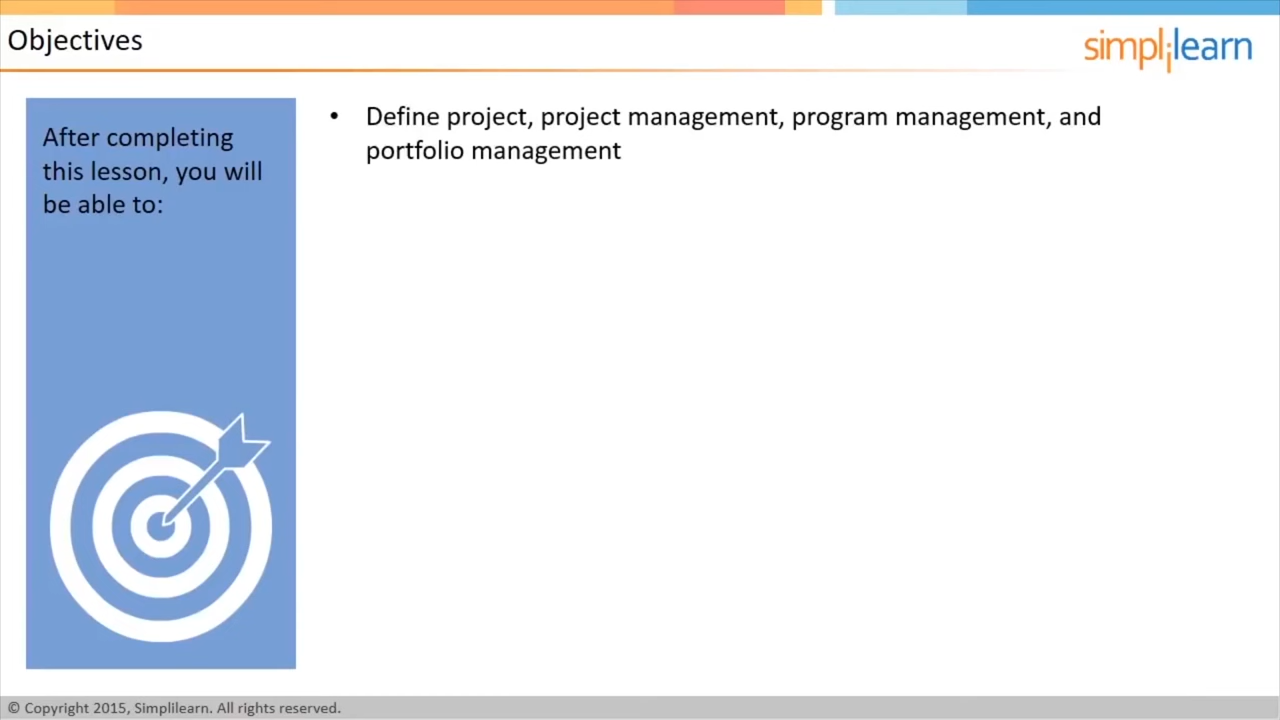 Objectives
simplilearn
After completing
this lesson, you will
be able to:
• Define project, project management, program management, and
portfolio management
© Copyright 2015, Simplilearn. All rights reserved.